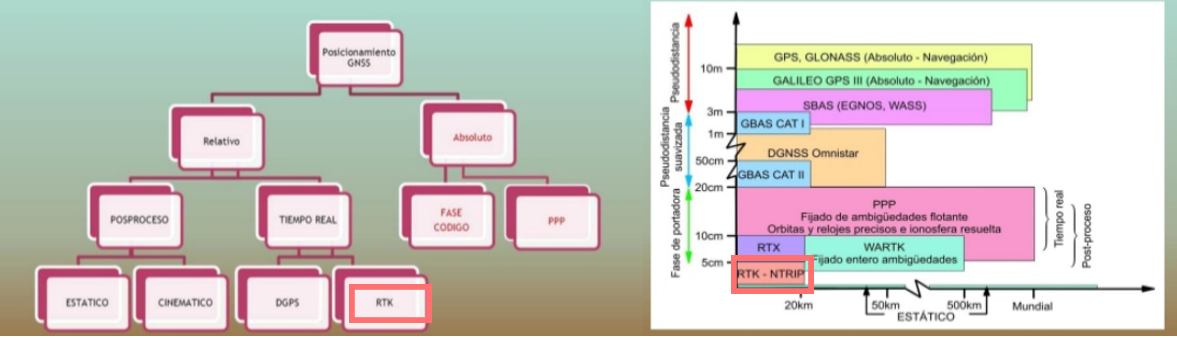 Posicionamiento
GNSS
Relativo
Absoluto
POSPROCESO
TIEMPO REAL
FASE
CODIGO
PPP
ESTATICO
CINEMATICO
DGPS
RTK
Pseudodistancia
Pseudodistancia
suavizada
Fase de portadora
10m
3m
1m
50cm
20cm
10cm
5cm
GPS, GLONASS (Absoluto - Navegación)
GALILEO GPS III (Absoluto - Navegación)
SBAS (EGNOS, WASS)
GBAS CAT I
DGNSS Omnistar
GBAS CAT II
PPP
Fijado de ambigüedades flotante
Orbitas y relojes precisos e ionosfera resuelta
RTX
WARTK
Fijado entero ambigüedades
RTK - NTRIP
Tiempo real
Post-proceso
20km
50km
500km
Mundial
ESTÁTICO